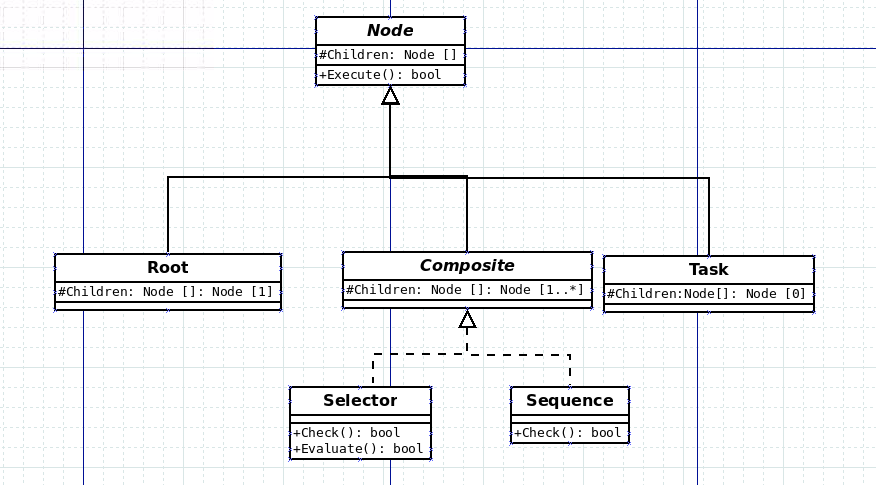 Node
#Children: Node []
+Execute(): bool
Root
#Children: Node []: Node [1]
Composite
#Children: Node []: Node [1..*]
Task
#Children:Node[]: Node [0]
Selector
+Check(): bool
+Evaluate(): bool
Sequence
+Check(): bool